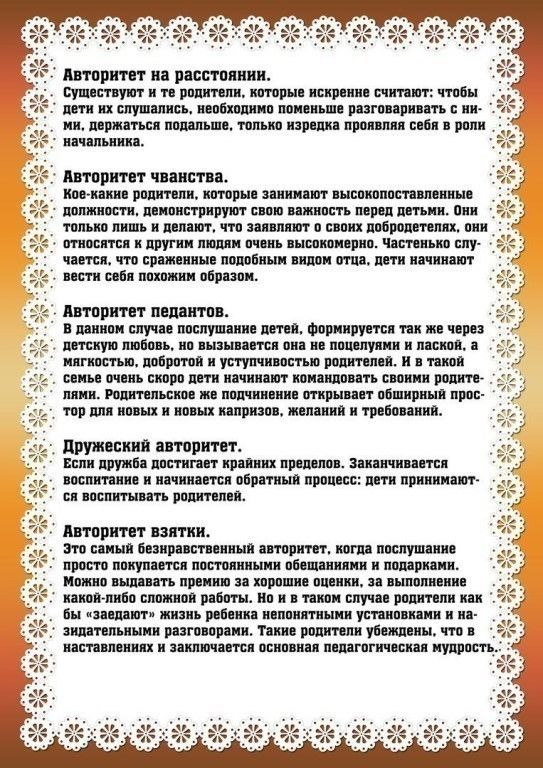 Авторитет на расстоянии.
Существуют и те родители, которые искренне считают: чтобы
дети их слушались, необходимо поменьше разговаривать с ни-
ми, держаться подальше, только изредка проявляя себя в роли
начальника.
Авторитет чванства.
Кое-какие родители, которые занимают высокопоставленные
должности, демонстрируют свою важность перед детьми. Они
только лишь и делают, что заявляют о своих добродетелях, они
относятся к другим людям очень высокомерно. Частенько слу-
чается, что сраженные подобным видом отца, дети начинают
вести себя похожим образом.
Авторитет педантов.
В данном случае послушание детей, формируется так же через
детскую любовь, но вызывается она не поцелуями и лаской, а
мягкостью, добротой и уступчивостью родителей. И в такой
семье очень скоро дети начинают командовать своими родите-
лями. Родительское же подчинение открывает обширный прос-
тор для новых и новых капризов, желаний и требований.
Дружеский авторитет.
Если дружба достигает крайних пределов. Заканчивается
воспитание и начинается обратный процесс: дети принимают-
ся воспитывать родителей.
Авторитет взятки.
Это самый безнравственный авторитет, когда послушание
просто покупается постоянными обещаниями и подарками.
Можно выдавать премию за хорошие оценки, за выполнение
какой-либо сложной работы. Но и в таком случае родители как
бы «заедают» жизнь ребенка непонятными установками и на-
зидательными разговорами. Такие родители убеждены, что в
наставлениях и заключается основная педагогическая мудрость.